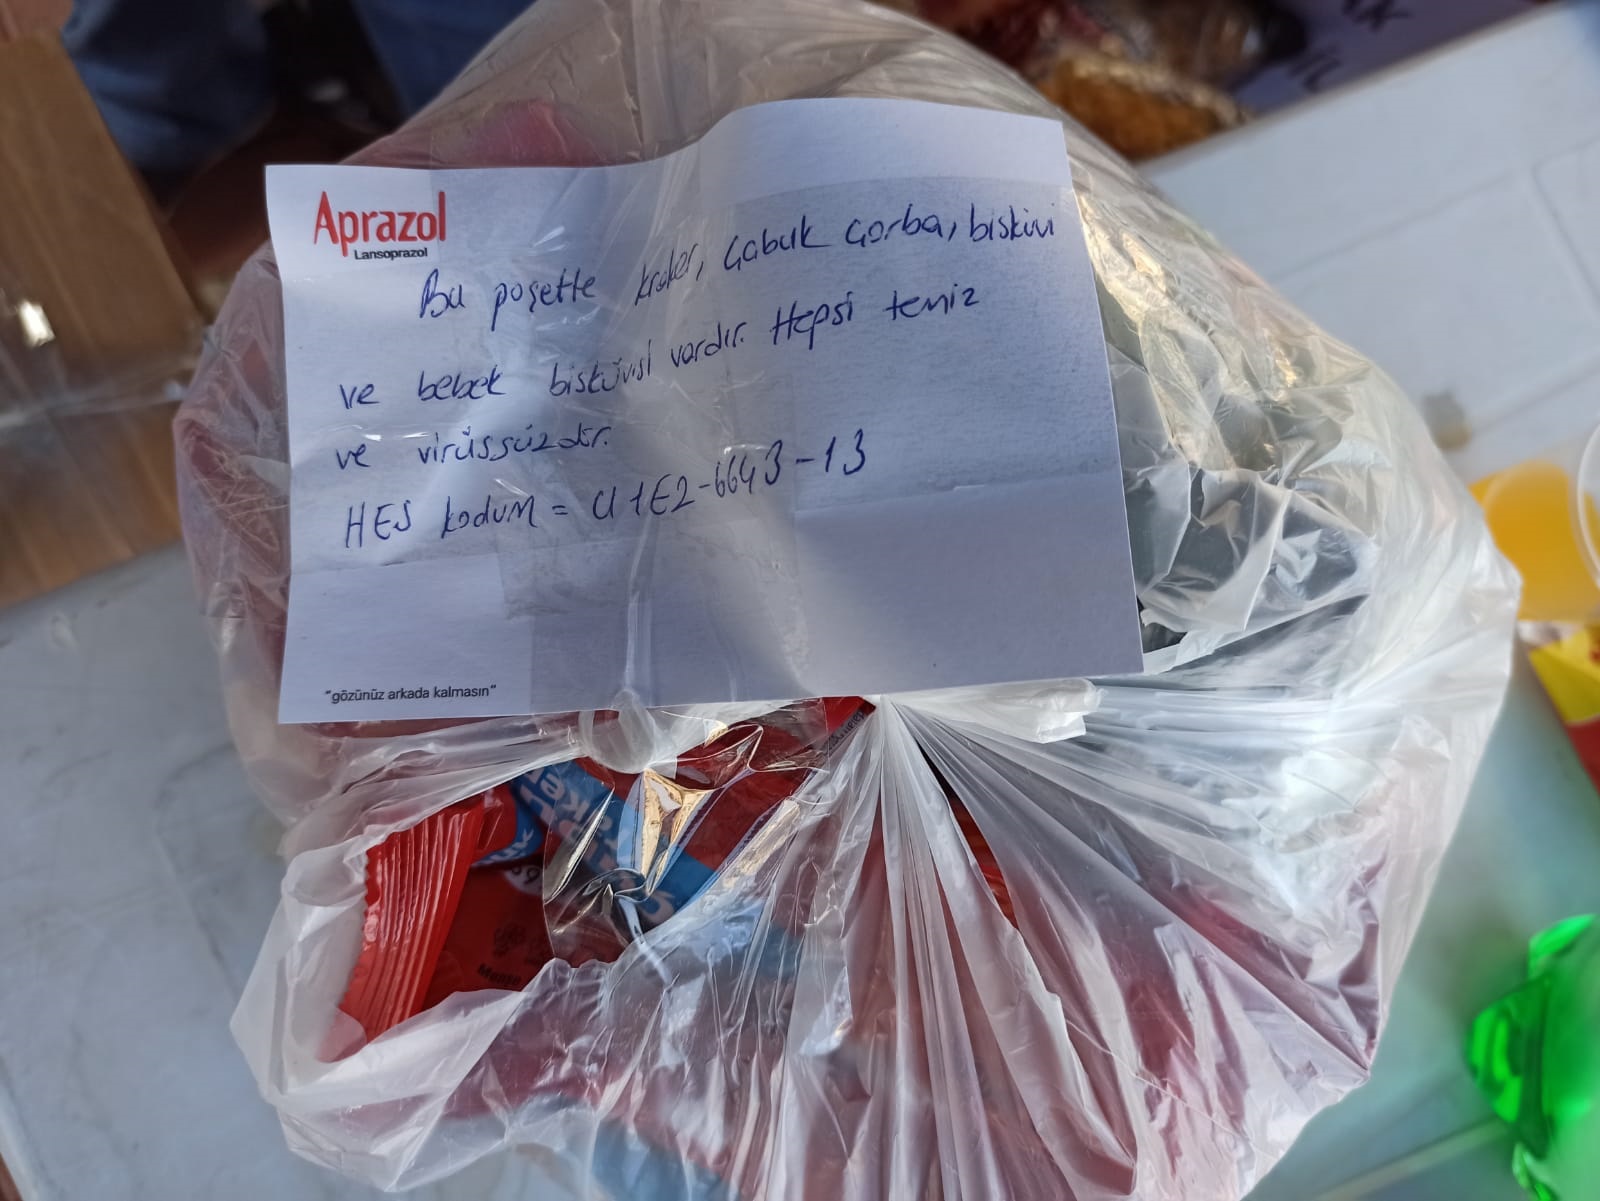 Aprazol
Lansoprazol
Bu poşette kraker, Çabuk Çorba, bisküvi
ve bebek bisküvisi vardır. Hepsi temiz
ve virüssüzdür.
HES kodum = U1E2-6643-13
"gözünüz arkada kalmasın"